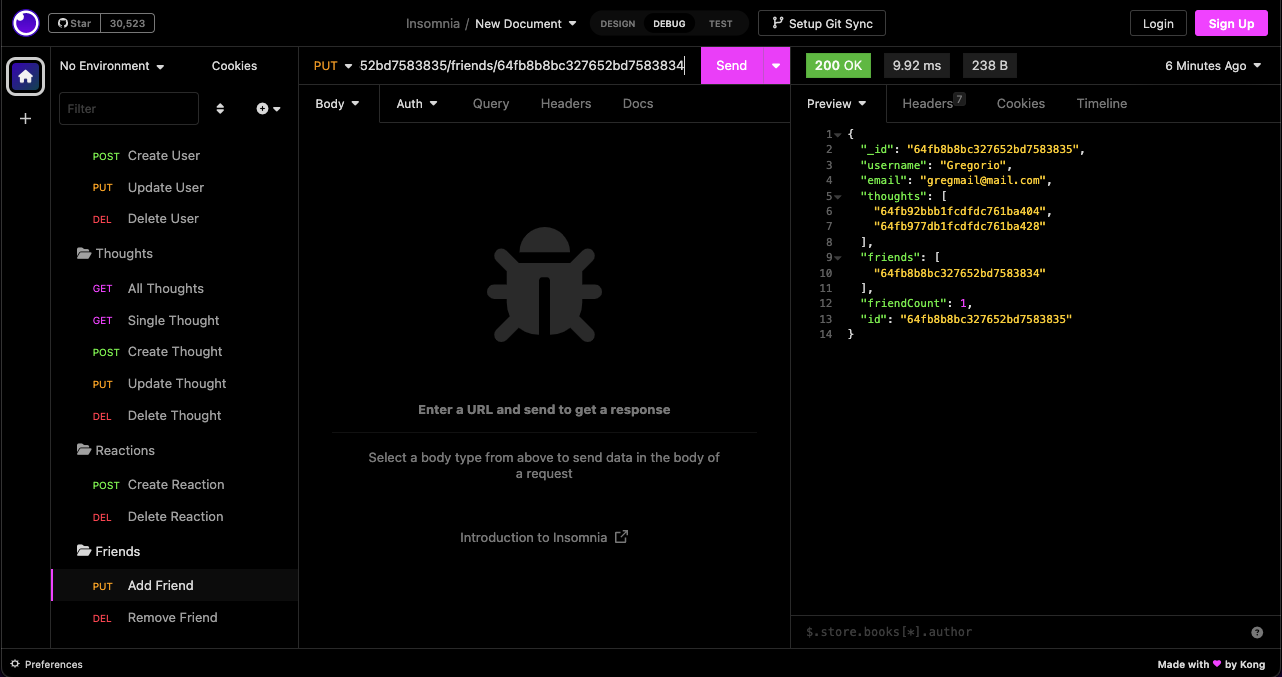 Star 30,523
Insomnia / New Document
DESIGN DEBUG TEST
Setup Git Sync
Login
Sign Up
No Environment
Cookies
Filter
POST Create User
PUT Update User
DEL Delete User
Thoughts
GET All Thoughts
GET Single Thought
POST Create Thought
PUT Update Thought
DEL Delete Thought
Reactions
POST Create Reaction
DEL Delete Reaction
Friends
PUT Add Friend
DEL Remove Friend
PUT 52bd7583835/friends/64fb8b8bc327652bd7583834 Send
Body Auth Query Headers Docs
Enter a URL and send to get a response
Select a body type from above to send data in the body of
a request
Introduction to Insomnia
200 OK 9.92 ms 238 B 6 Minutes Ago
Preview Headers 7 Cookies Timeline
1 {
2 "_id": "64fb8b8bc327652bd7583835",
3 "username": "Gregorio",
4 "email": "gregmail@mail.com",
5 "thoughts": [
6 "64fb92bbb1fcdfdc761ba404",
7 "64fb977db1fcdfdc761ba428"
8 ],
9 "friends": [
10 "64fb8b8bc327652bd7583834"
11 ],
12 "friendCount": 1,
13 "id": "64fb8b8bc327652bd7583835"
14 }
$.store.books[*].author
?
Preferences
Made with ♥ by Kong